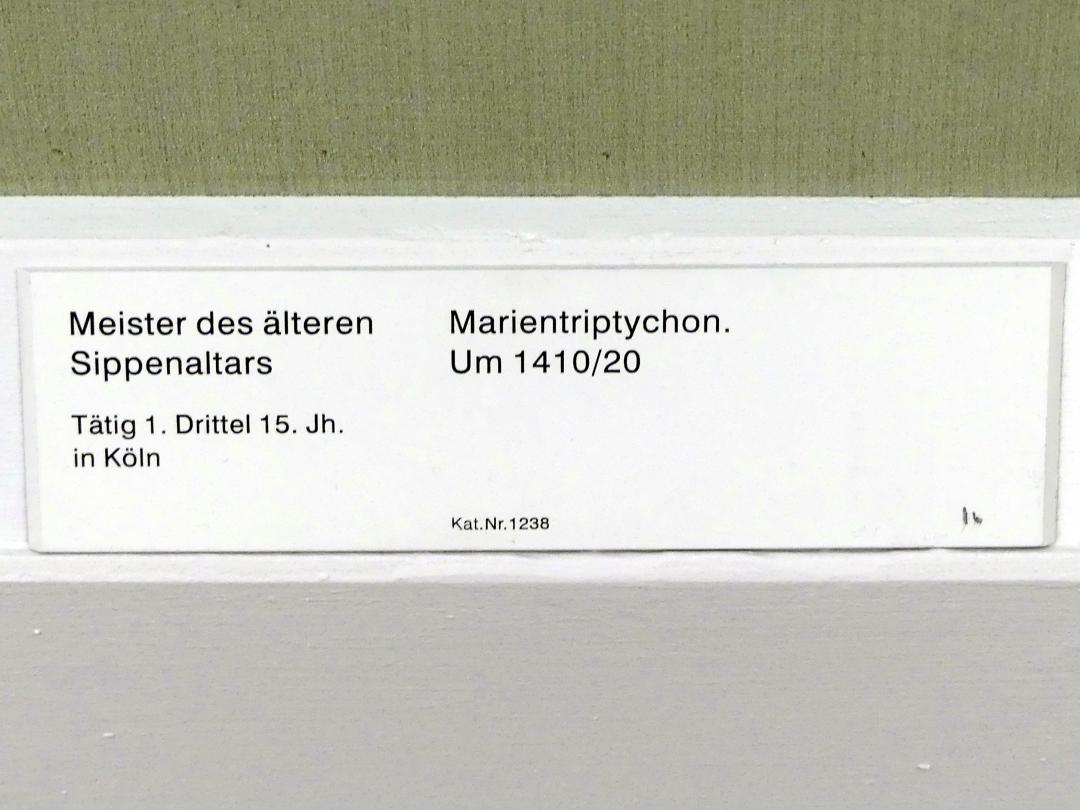 Meister des älteren
Sippenaltars
Tätig 1. Drittel 15. Jh.
in Köln
Marientriptychon.
Um 1410/20
Kat.Nr.1238